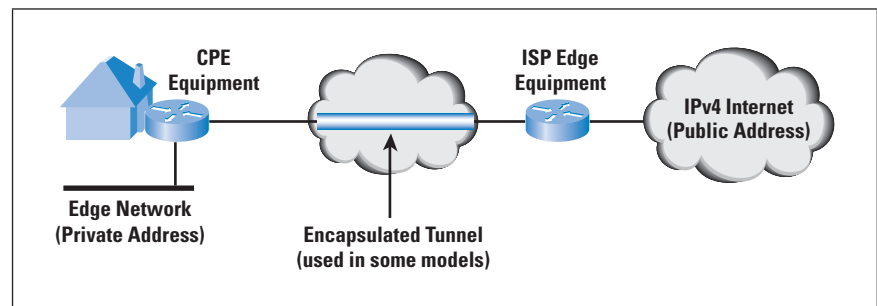 CPE
Equipment
ISP Edge
Equipment
IPv4 Internet
(Public Address)
Edge Network
(Private Address)
Encapsulated Tunnel
(used in some models)